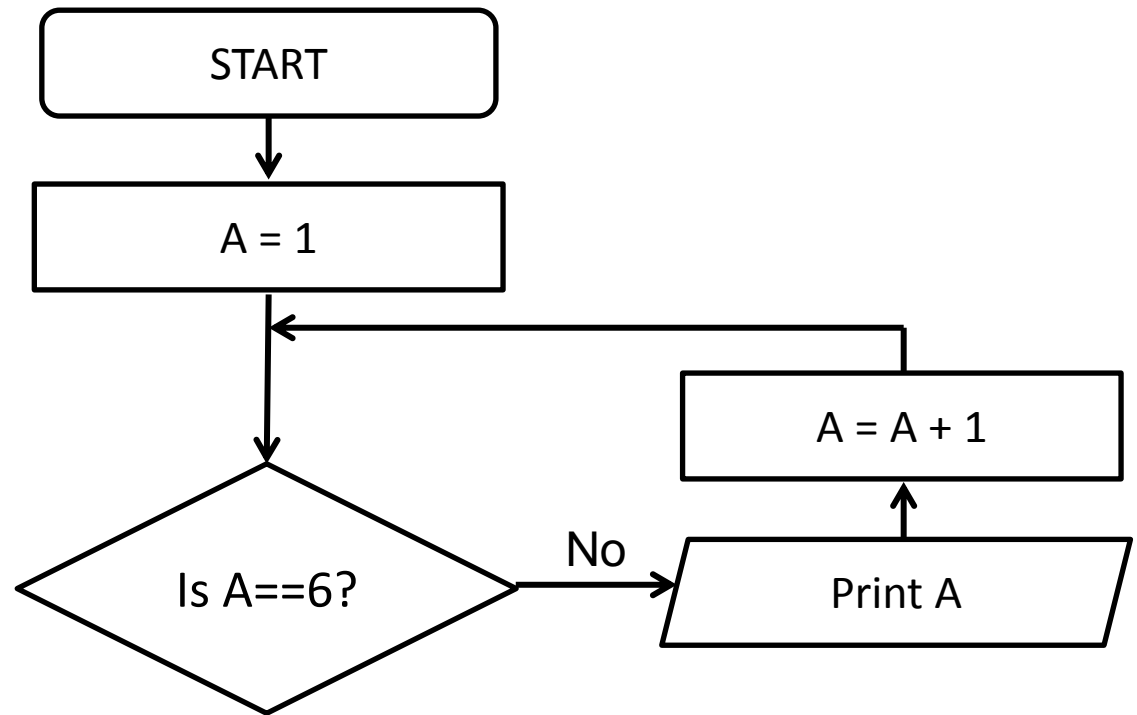 START
A = 1
A = A + 1
Is A==6?
No
Print A